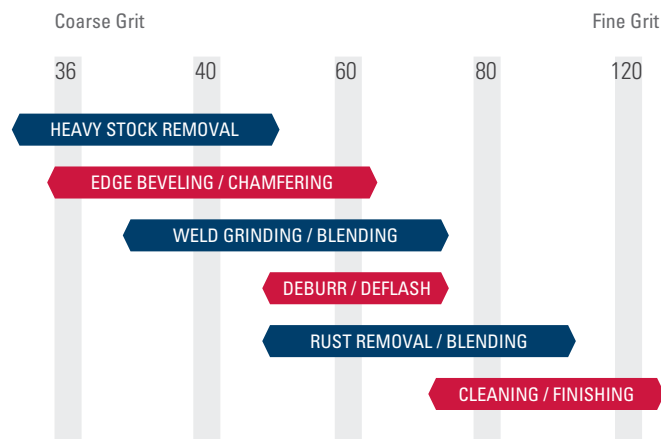 Coarse Grit Fine Grit
36 40 60 80 120
HEAVY STOCK REMOVAL
EDGE BEVELING / CHAMFERING
WELD GRINDING / BLENDING
DEBURR / DEFLASH
RUST REMOVAL / BLENDING
CLEANING / FINISHING